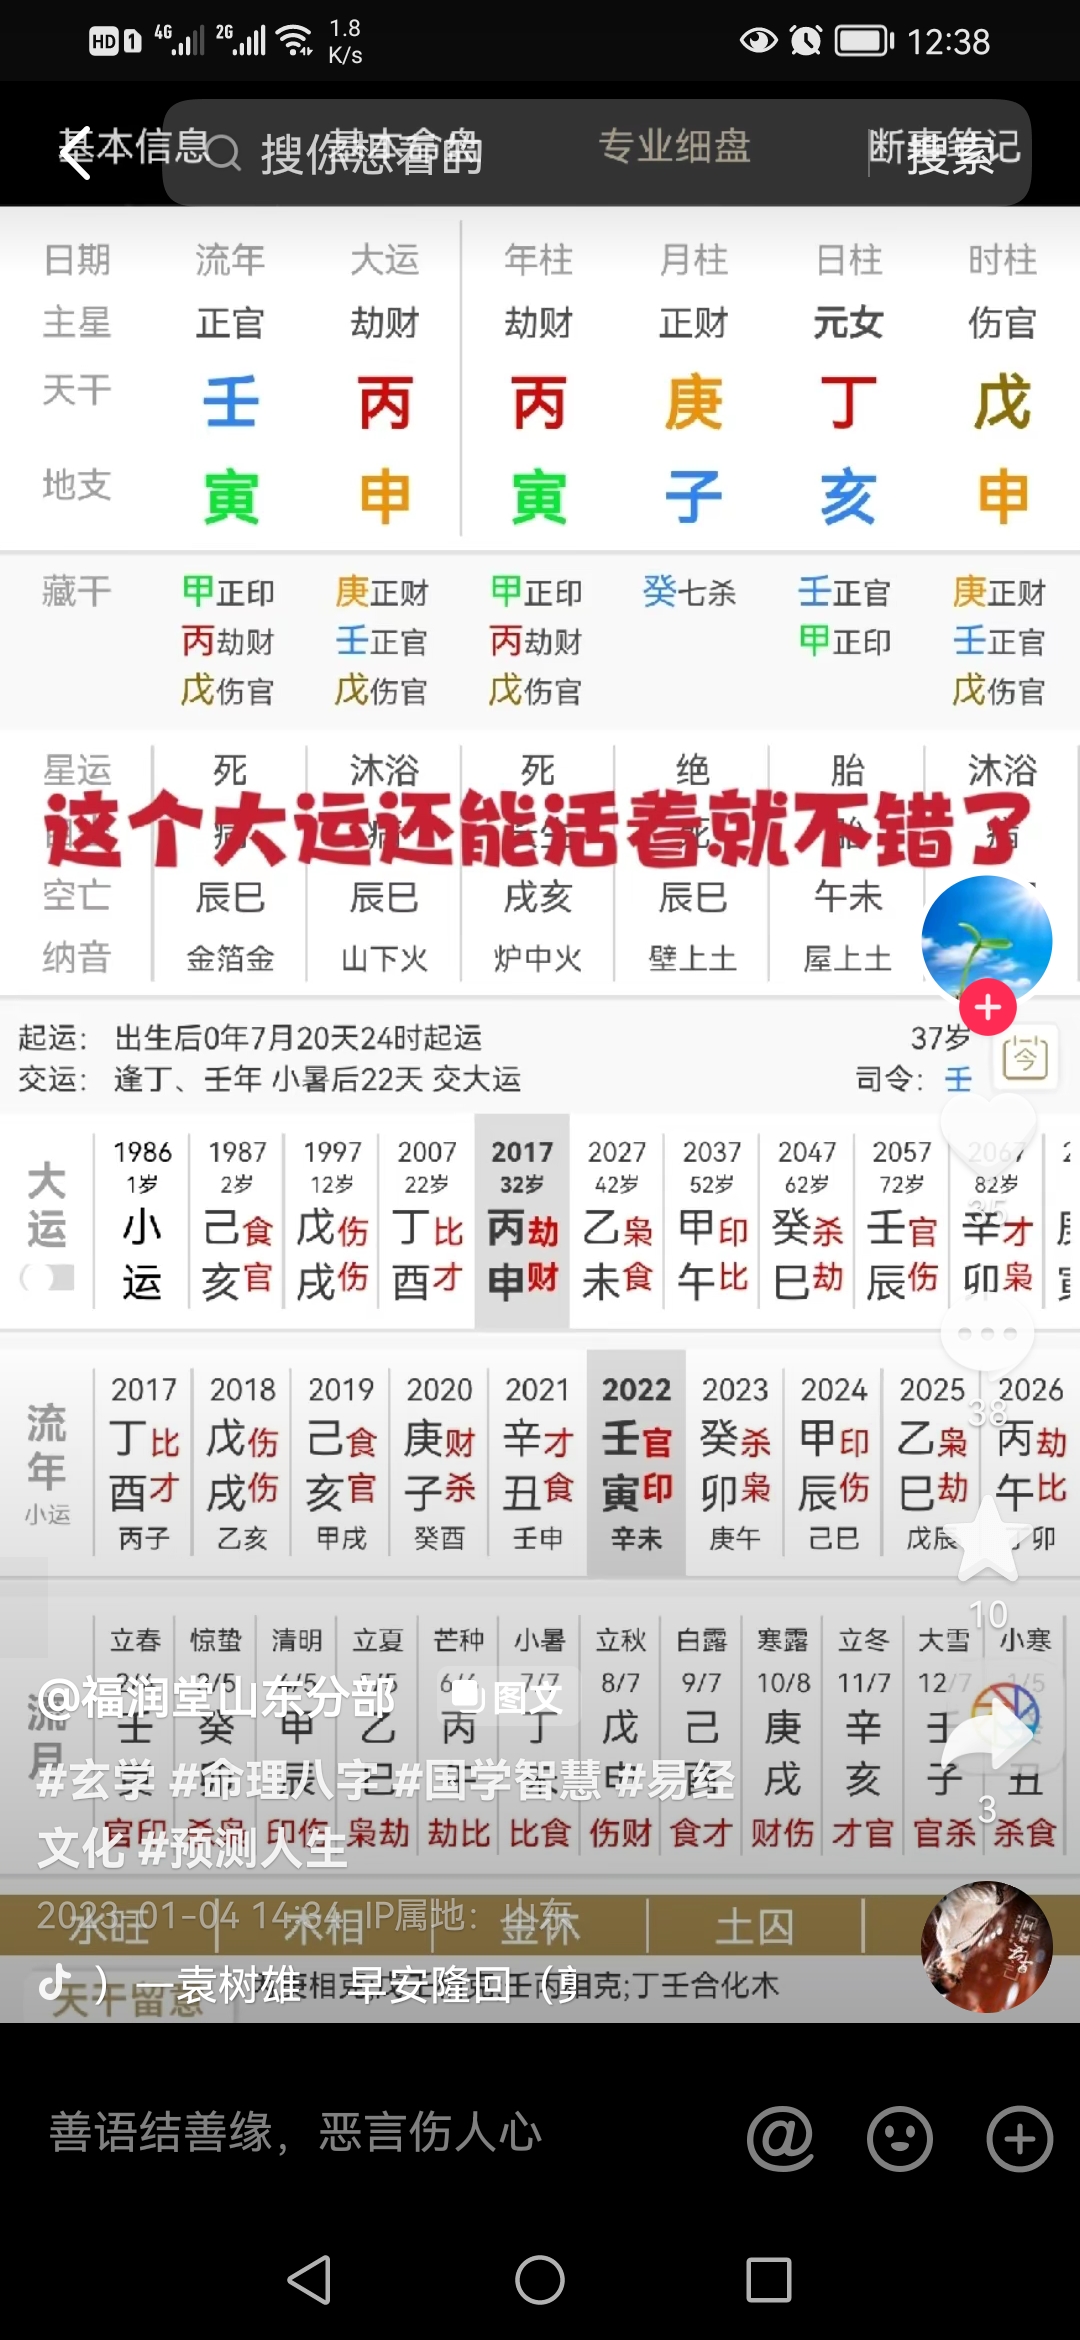 HD 1 4G 2G 1.8 K/s 12:38
基本信息 基本命盘 专业细盘 断事笔记
搜你想看的 搜索
日期 流年 大运 年柱 月柱 日柱 时柱
主星 正官 劫财 劫财 正财 元女 伤官
天干 壬 丙 丙 庚 丁 戊
地支 寅 申 寅 子 亥 申
藏干 甲正印 庚正财 甲正印 癸七杀 壬正官 庚正财
丙劫财 壬正官 丙劫财 甲正印 壬正官
戊伤官 戊伤官 戊伤官 戊伤官
星运 死 沐浴 死 绝 胎 沐浴
这个大运还能活着就不错了
空亡 辰巳 辰巳 戌亥 辰巳 午未
纳音 金箔金 山下火 炉中火 壁上土 屋上土
起运： 出生后0年7月20天24时起运 37岁 今
交运： 逢丁、壬年 小暑后22天 交大运 司令：壬
大运 1986 1987 1997 2007 2017 2027 2037 2047 2057 2067
1岁 2岁 12岁 22岁 32岁 42岁 52岁 62岁 72岁 82岁
小 己食 戊伤 丁比 丙劫 乙枭 甲印 癸杀 壬官 辛才
运 亥官 戌伤 酉才 申财 未食 午比 巳劫 辰伤 卯枭
35
流年 2017 2018 2019 2020 2021 2022 2023 2024 2025 2026
丁比 戊伤 己食 庚财 辛才 壬官 癸杀 甲印 乙枭 丙劫
酉才 戌伤 亥官 子杀 丑食 寅印 卯枭 辰伤 巳劫 午比
小运 丙子 乙亥 甲戌 癸酉 壬申 辛未 庚午 己巳 戊辰 丁卯
38
10
流月 立春 惊蛰 清明 立夏 芒种 小暑 立秋 白露 寒露 立冬 大雪 小寒
7/7 8/7 9/7 10/8 11/7 12/7 1/5
壬 癸 甲 乙 丙 丁 戊 己 庚 辛 壬
申 酉 戌 亥 子 丑
官印 杀枭 印伤 枭劫 劫比 比食 伤财 食才 财伤 才官 官杀 杀食
3
@福润堂山东分部 图文
#玄学 #命理八字 #国学智慧 #易经
文化 #预测人生
2023-01-04 14:34 IP属地：山东
水旺 木相 金休 土囚
）—袁树雄 早安隆回（
天干留意 相克;丁壬合化木
善语结善缘，恶言伤人心